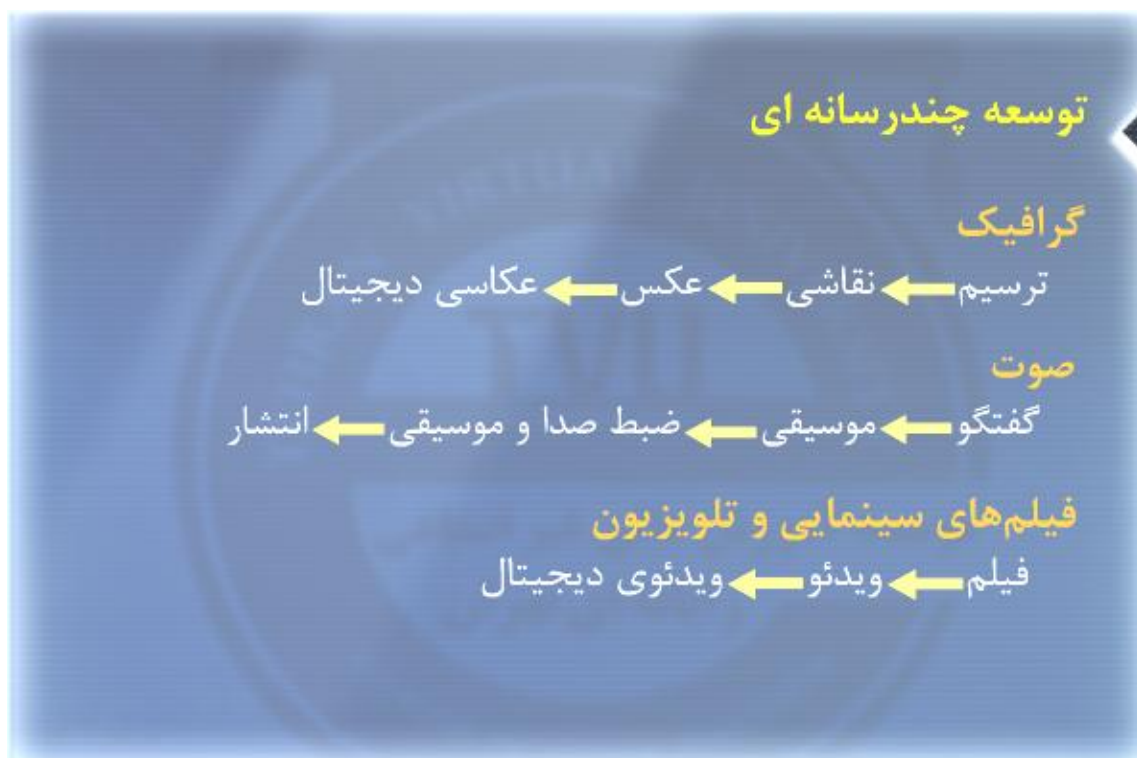 توسعه چندرسانه ای
گرافیک
ترسیم ← نقاشی ← عکس ← عکاسی دیجیتال
صوت
گفتگو ← موسیقی ← ضبط صدا و موسیقی ← انتشار
فیلم‌های سینمایی و تلویزیون
فیلم ← ویدئو ← ویدئوی دیجیتال